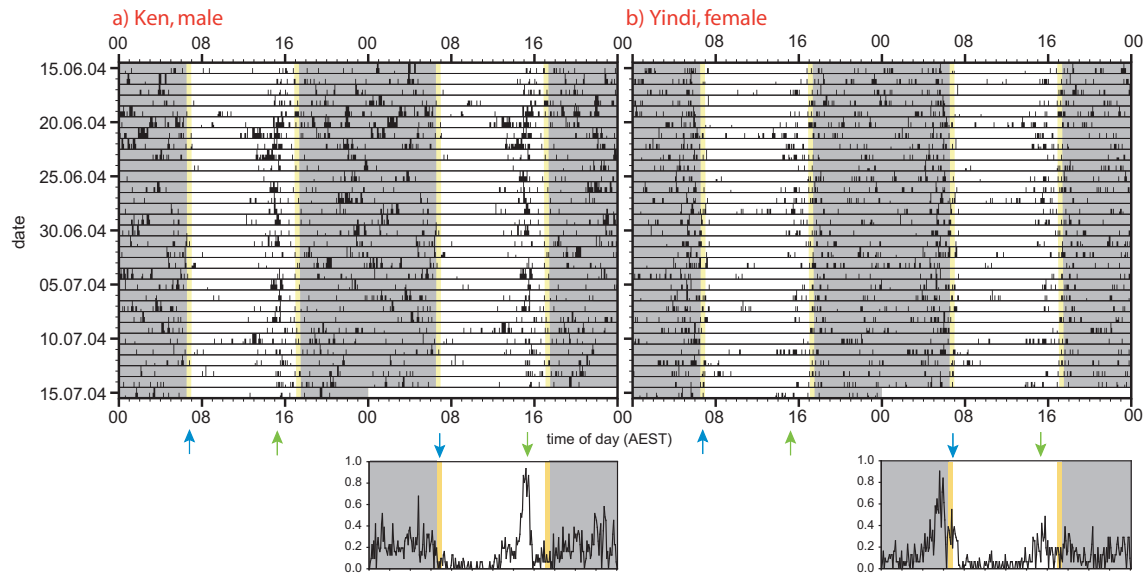 a) Ken, male
b) Yindi, female
00 08 16 00 08 16 00
00 08 16 00 08 16 00
date
15.06.04
20.06.04
25.06.04
30.06.04
05.07.04
10.07.04
15.07.04
00 08 16 00 08 16 00
00 08 16 00 08 16 00
time of day (AEST)
1.0
0.8
0.6
0.4
0.2
0.0
1.0
0.8
0.6
0.4
0.2
0.0